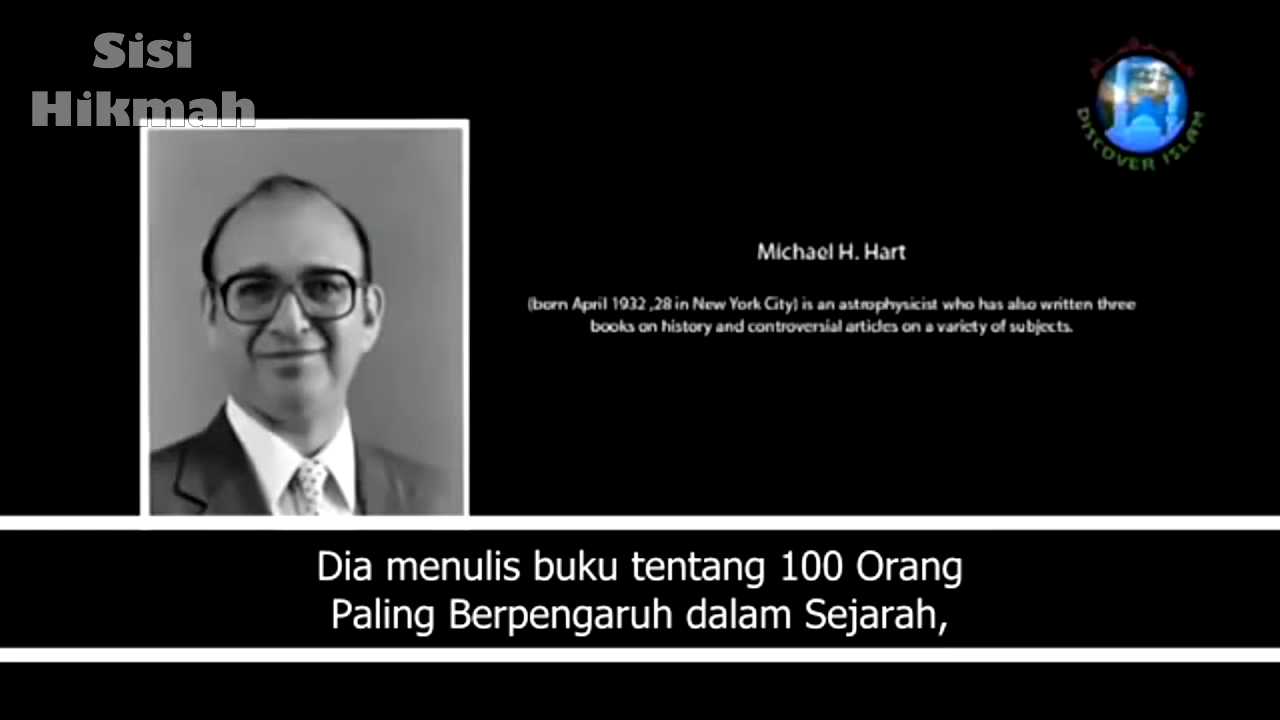 Sisi
Hikmah
DISCOVER ISLAM
Michael H. Hart
(born April 1932 ,28 in New York City) is an astrophysicist who has also written three
books on history and controversial articles on a variety of subjects.
Dia menulis buku tentang 100 Orang
Paling Berpengaruh dalam Sejarah,